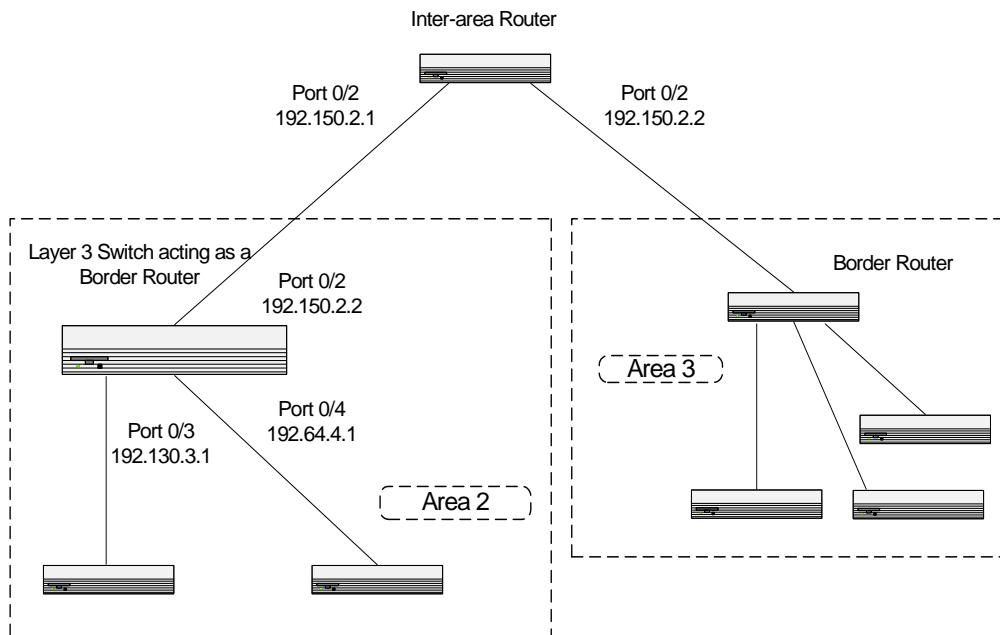 Inter-area Router
Port 0/2
192.150.2.1
Port 0/2
192.150.2.2
Layer 3 Switch acting as a
Border Router
Port 0/2
192.150.2.2
Border Router
Area 3
Port 0/3
192.130.3.1
Port 0/4
192.64.4.1
Area 2